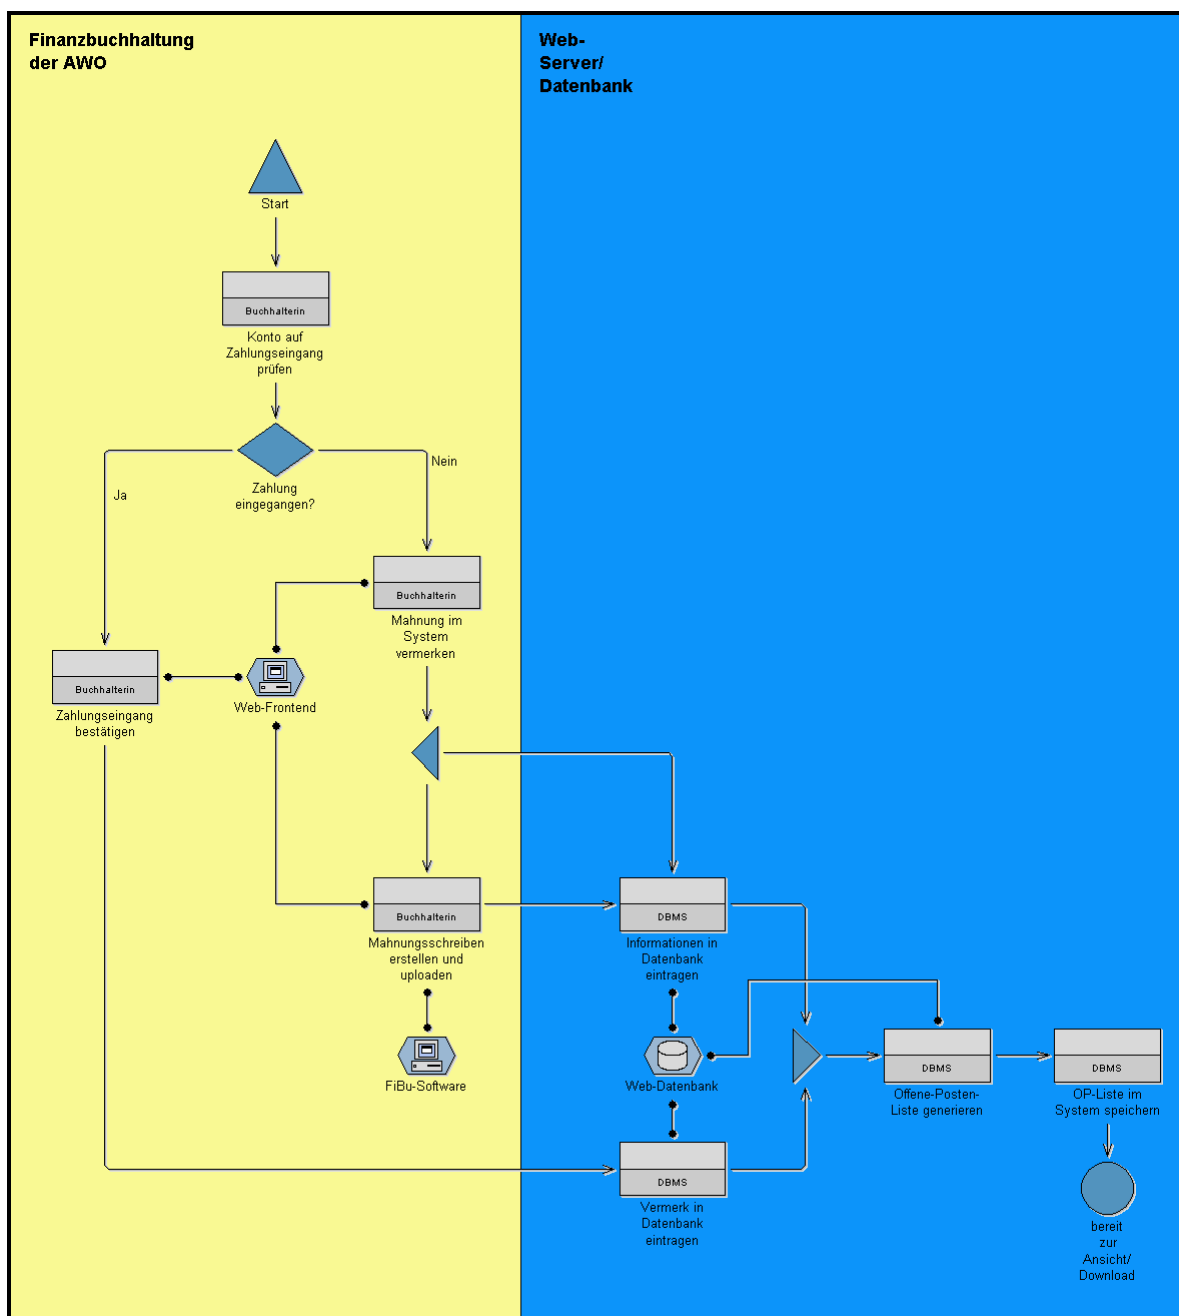 Finanzbuchhaltung
der AWO
Web-
Server/
Datenbank
Start
Buchhalterin
Konto auf
Zahlungseingang
prüfen
Zahlung
eingegangen?
Ja
Nein
Buchhalterin
Mahnung im
System
vermerken
Buchhalterin
Zahlungseingang
bestätigen
Web-Frontend
Buchhalterin
Mahnungsschreiben
erstellen und
uploaden
FiBu-Software
DBMS
Informationen in
Datenbank
eintragen
Web-Datenbank
DBMS
Vermerk in
Datenbank
eintragen
DBMS
Offene-Posten-
Liste generieren
DBMS
OP-Liste im
System speichern
bereit
zur
Ansicht/
Download